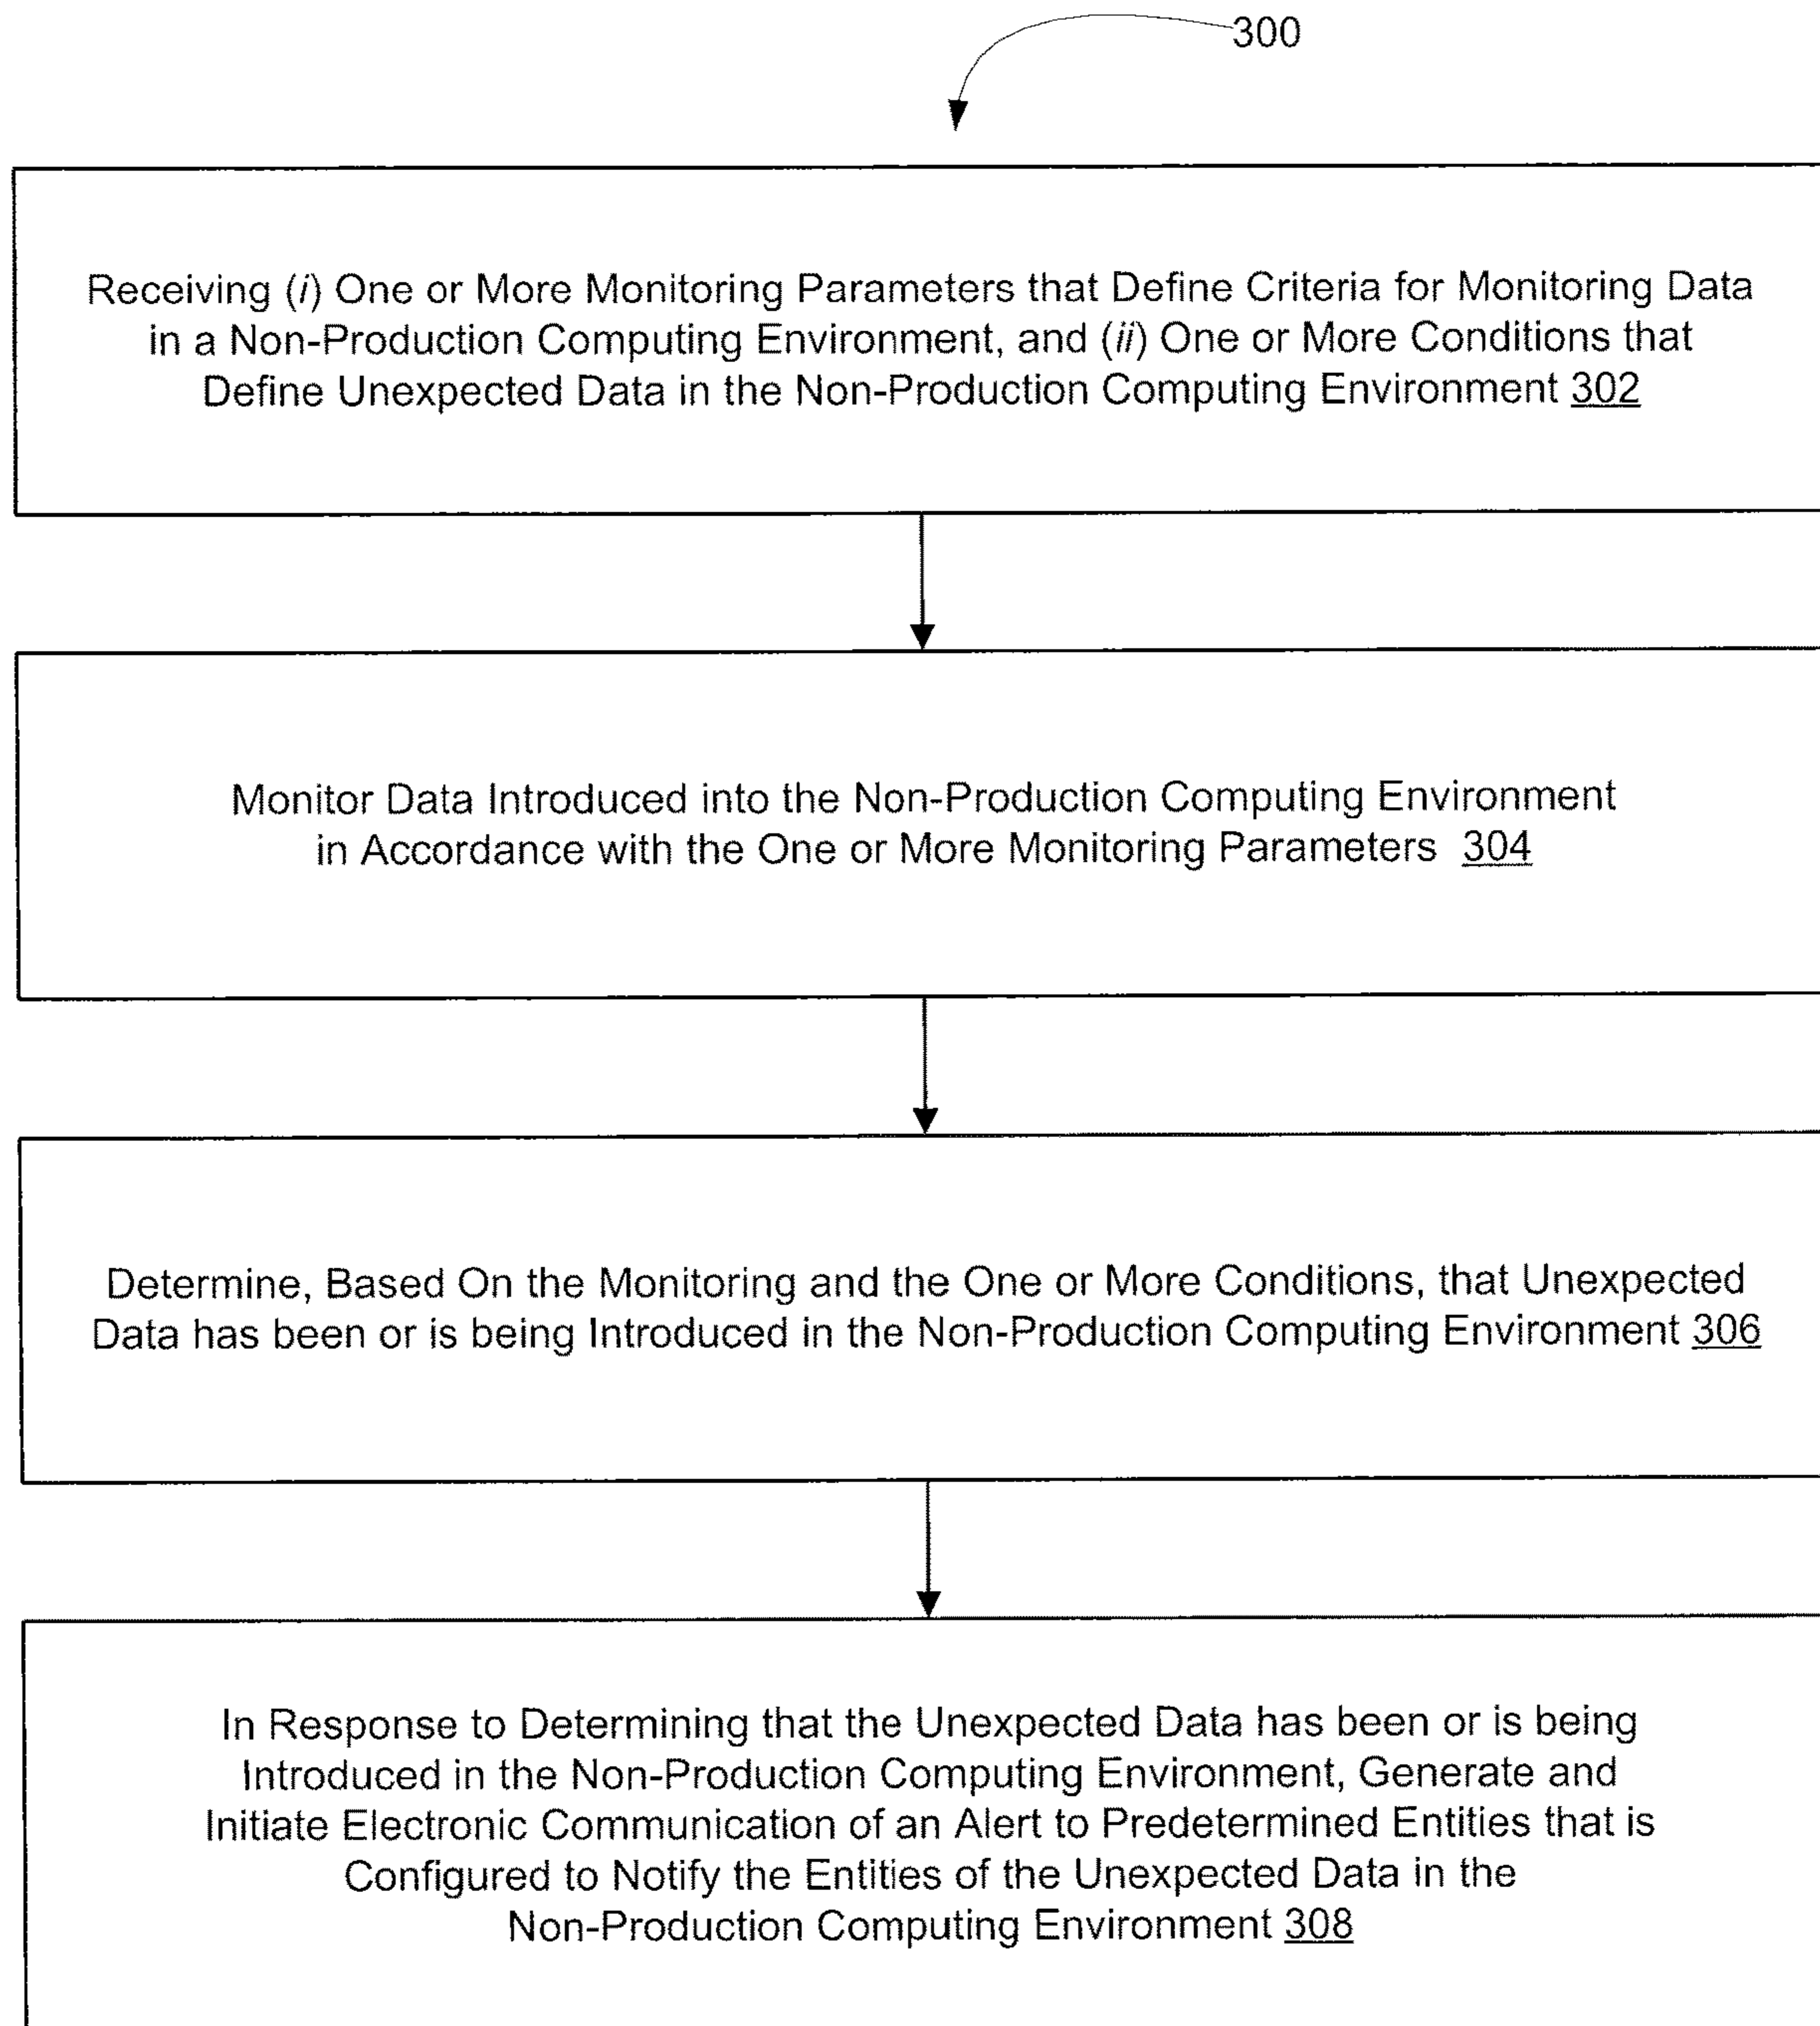 300
Receiving (i) One or More Monitoring Parameters that Define Criteria for Monitoring Data
in a Non-Production Computing Environment, and (ii) One or More Conditions that
Define Unexpected Data in the Non-Production Computing Environment 302
Monitor Data Introduced into the Non-Production Computing Environment
in Accordance with the One or More Monitoring Parameters 304
Determine, Based On the Monitoring and the One or More Conditions, that Unexpected
Data has been or is being Introduced in the Non-Production Computing Environment 306
In Response to Determining that the Unexpected Data has been or is being
Introduced in the Non-Production Computing Environment, Generate and
Initiate Electronic Communication of an Alert to Predetermined Entities that is
Configured to Notify the Entities of the Unexpected Data in the
Non-Production Computing Environment 308